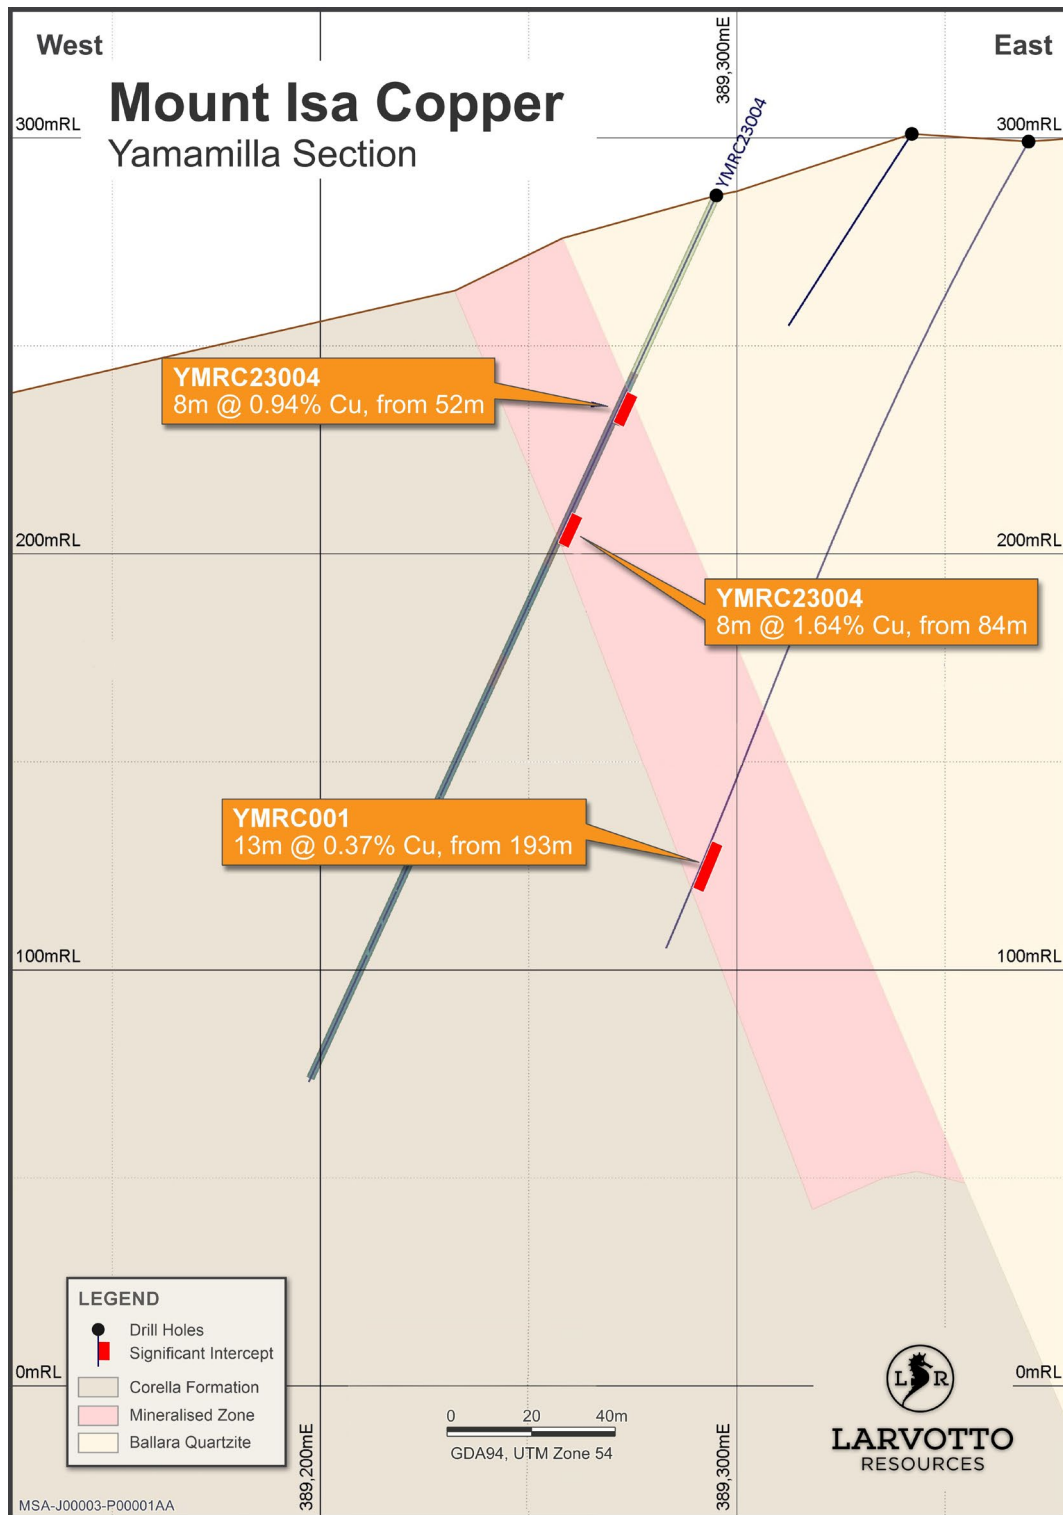 West
East
Mount Isa Copper
Yamamilla Section
389,300mE
YMRC23004
300mRL
300mRL
YMRC23004
8m @ 0.94% Cu, from 52m
200mRL
200mRL
YMRC23004
8m @ 1.64% Cu, from 84m
YMRC001
13m @ 0.37% Cu, from 193m
100mRL
100mRL
LEGEND
Drill Holes
Significant Intercept
Corella Formation
Mineralised Zone
Ballara Quartzite
0mRL
0mRL
389,200mE
0 20 40m
GDA94, UTM Zone 54
389,300mE
L R
LARVOTTO
RESOURCES
MSA-J00003-P00001AA